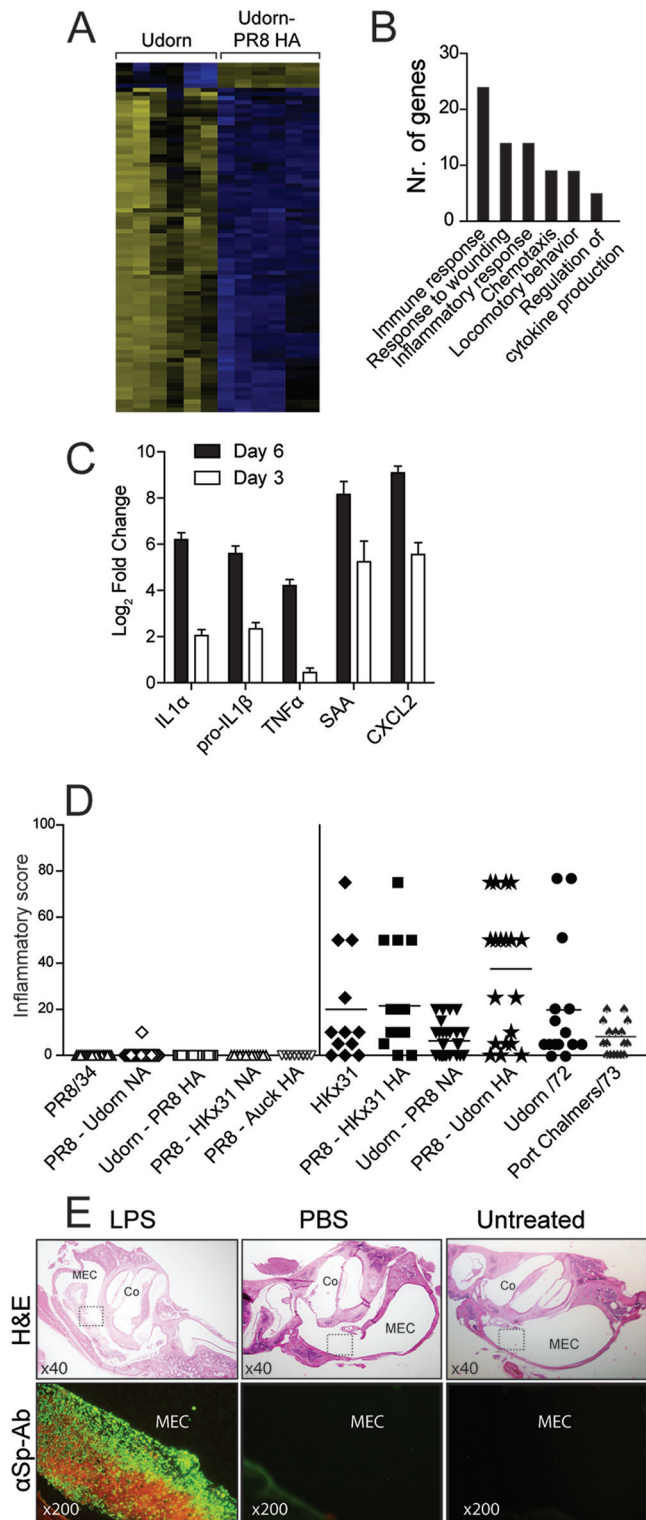 A
Udorn
Udorn-
PR8 HA
B
Nr. of genes
30
20
10
0
Immune response
Response to wounding
Inflammatory response
Chemotaxis
Locomotory behavior
Regulation of
cytokine production
C
Log2 Fold Change
10
8
6
4
2
0
Day 6
Day 3
IL1α
pro-IL1β
TNFα
SAA
CXCL2
D
Inflammatory score
100
80
60
40
20
0
PR8/34
PR8 - Udorn NA
Udorn - PR8 HA
PR8 - HKx31 NA
PR8 - Auck HA
HKx31
PR8 - HKx31 HA
Udorn - PR8 NA
PR8 - Udorn HA
Udorn /72
Port Chalmers/73
E
LPS
PBS
Untreated
H&E
MEC
Co
x40
Co
MEC
x40
Co
MEC
x40
αSp-Ab
MEC
x200
MEC
x200
MEC
x200